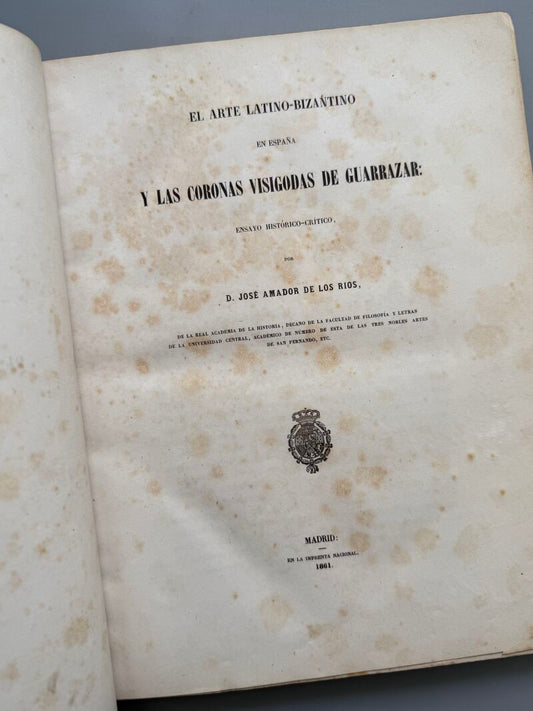 EL ARTE LATINO-BIZANTINO
EN ESPAÑA
Y LAS CORONAS VISIGODAS DE GUARRAZAR:
ENSAYO HISTÓRICO-CRÍTICO,
POR
D. JOSÉ AMADOR DE LOS RIOS,
DE LA REAL ACADEMIA DE LA HISTORIA, DECANO DE LA FACULTAD DE FILOSOFÍA Y LETRAS
DE LA UNIVERSIDAD CENTRAL, ACADÉMICO DE NÚMERO DE ESTA DE LAS TRES NOBLES ARTES
DE SAN FERNANDO, ETC.
MADRID:
EN LA IMPRENTA NACIONAL.
1861.